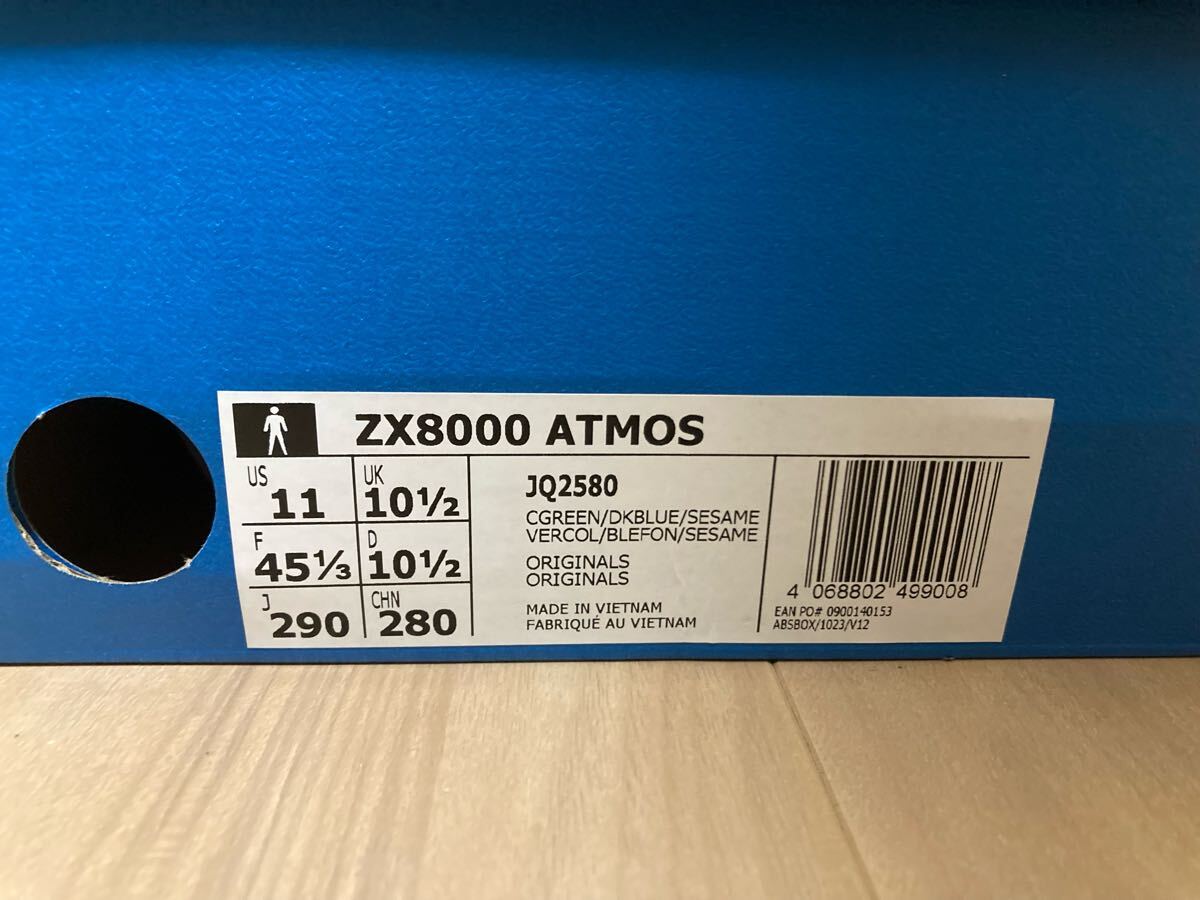 ZX8000 ATMOS
US 11 UK 10½
F 45⅓ D 10½
J 290 CHN 280
JQ2580
CGREEN/DKBLUE/SESAME
VERCOL/BLEFON/SESAME
ORIGINALS
ORIGINALS
MADE IN VIETNAM
FABRIQUÉ AU VIETNAM
4 068802 499008
EAN PO# 0900140153
ABSBOX/1023/V12